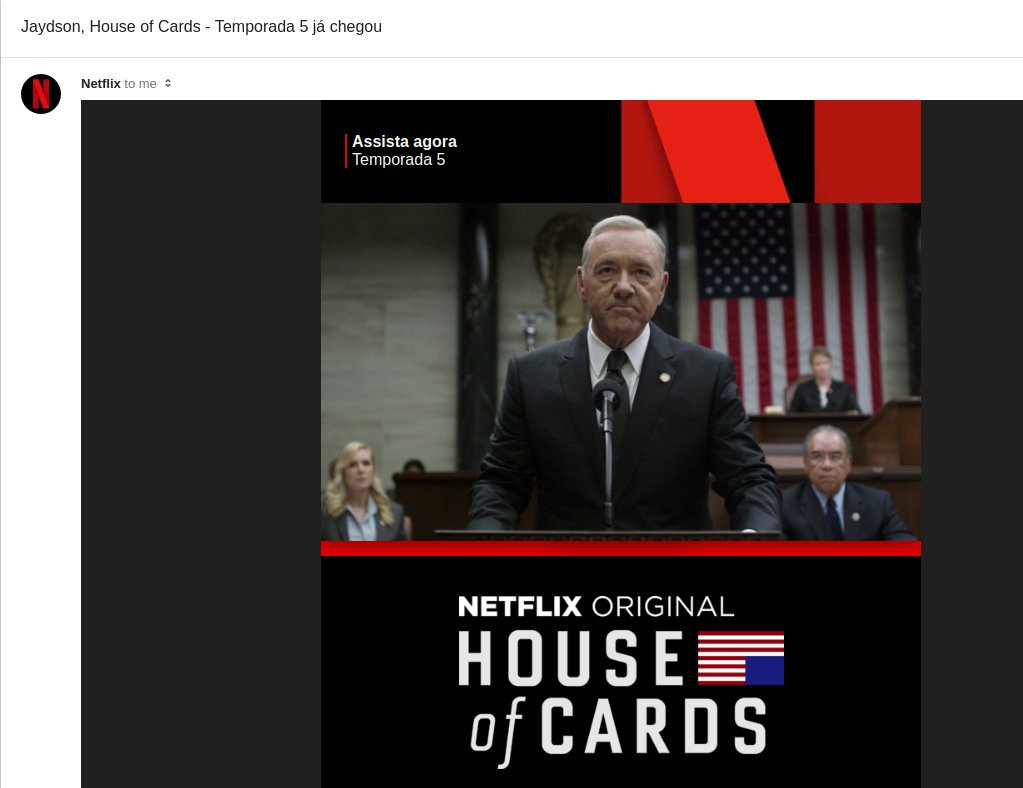 Jaydson, House of Cards - Temporada 5 já chegou
Netflix to me
Assista agora
Temporada 5
NETFLIX ORIGINAL
HOUSE
of CARDS